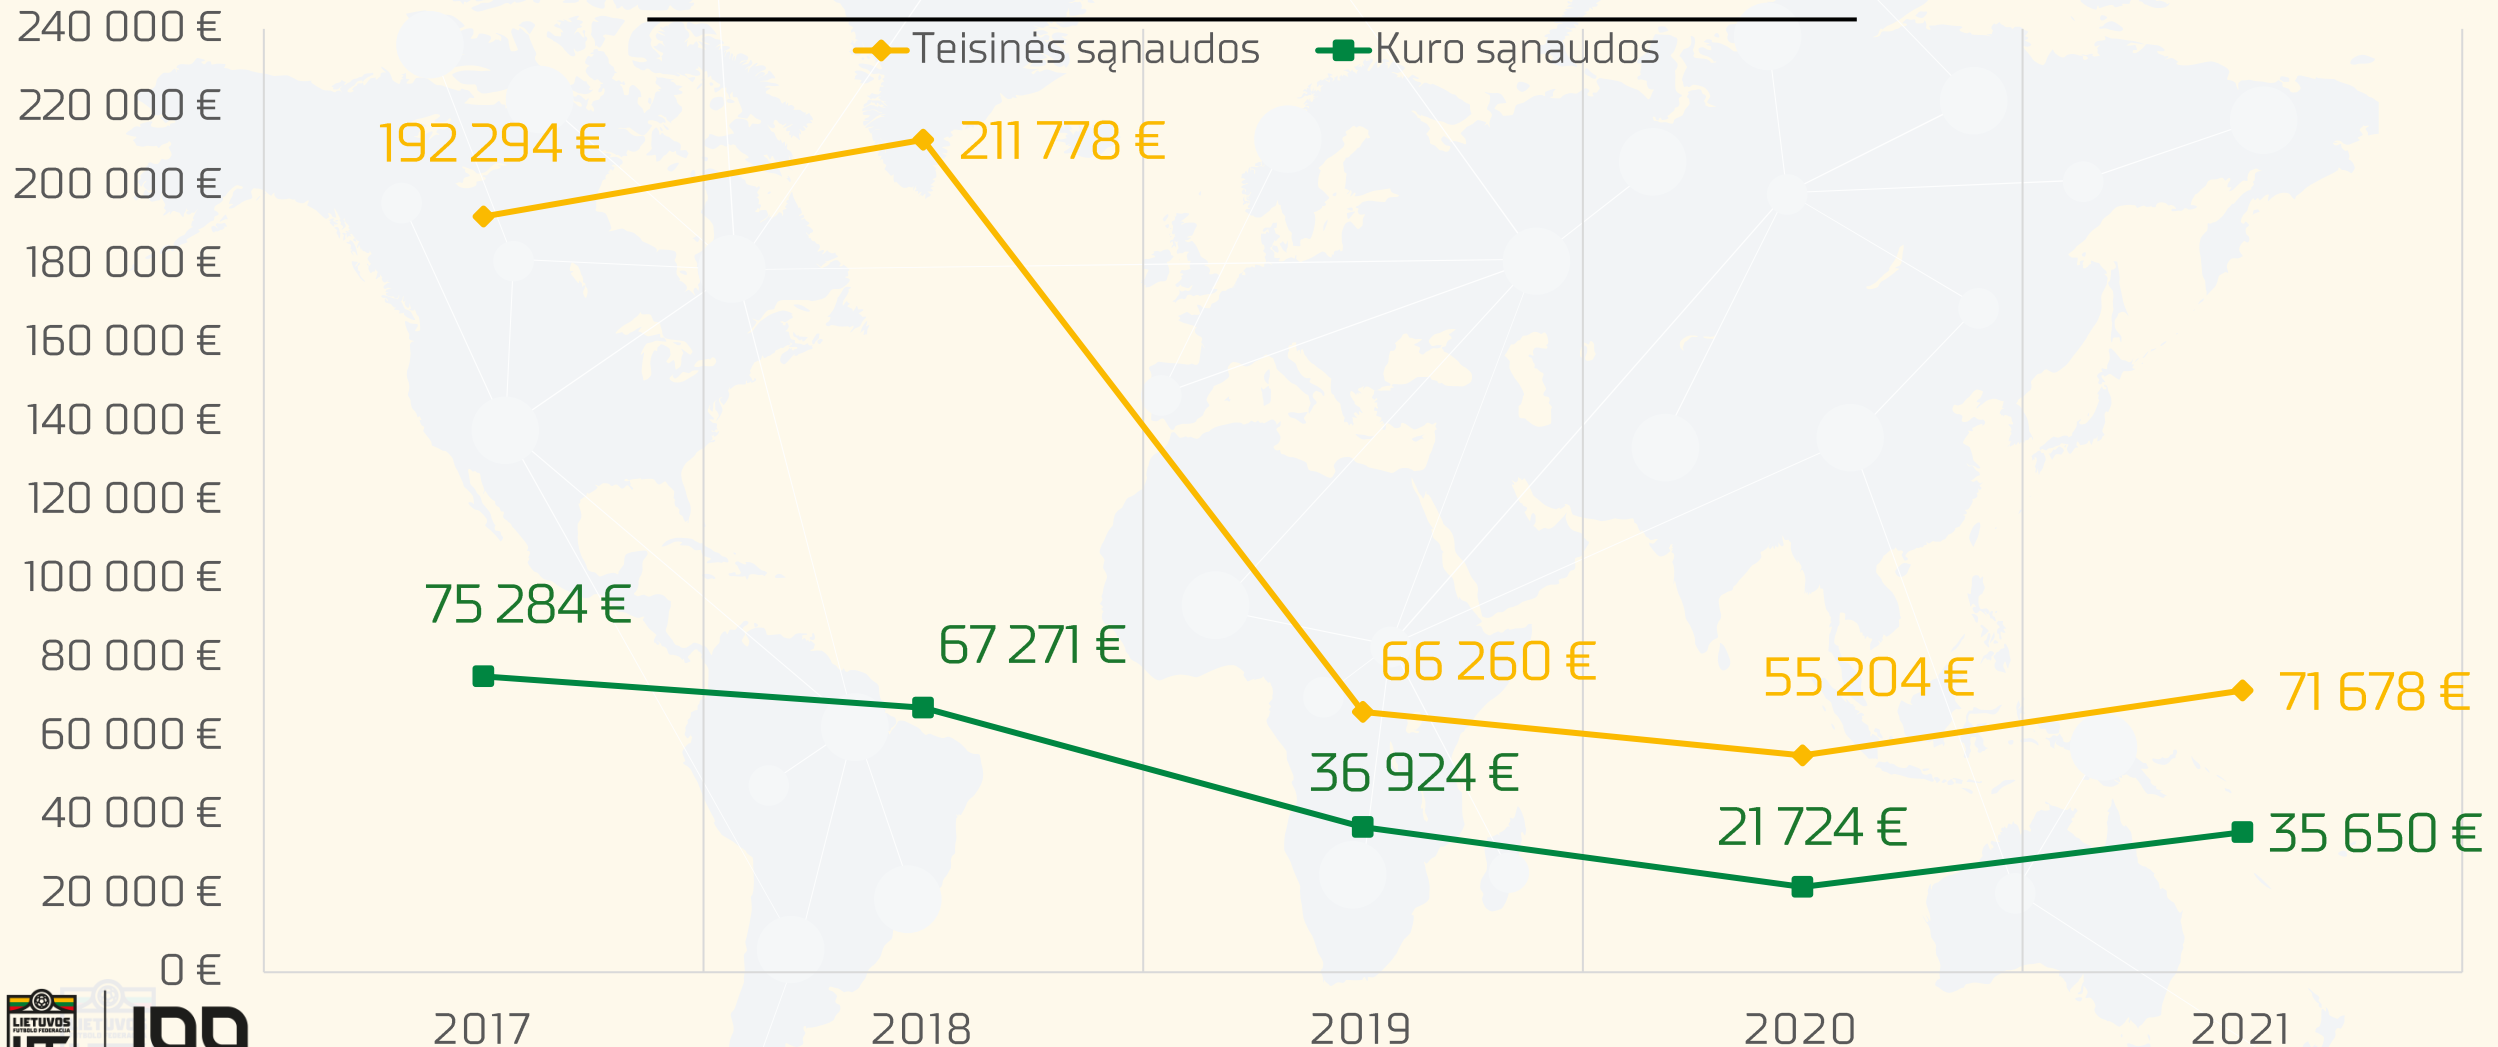 240 000 €
Teisinės sąnaudos
Kuro sąnaudos
220 000 €
192 294 €
211 778 €
200 000 €
180 000 €
160 000 €
140 000 €
120 000 €
100 000 €
75 284 €
67 271 €
80 000 €
66 260 €
55 204 €
71 678 €
60 000 €
36 924 €
40 000 €
21 724 €
35 650 €
20 000 €
0 €
LIETUVOS
FUTBOLO FEDERACIJA
2017
2018
2019
2020
2021